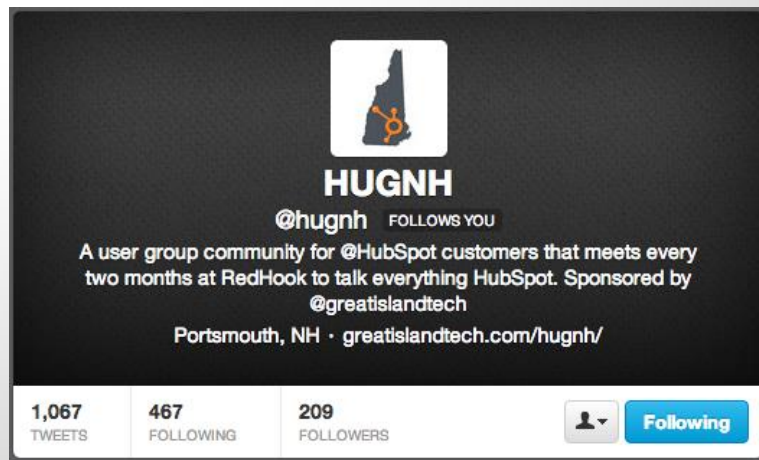 HUGNH
@hugnh FOLLOWS YOU
A user group community for @HubSpot customers that meets every
two months at RedHook to talk everything HubSpot. Sponsored by
@greatislandtech
Portsmouth, NH · greatislandtech.com/hugnh/
1,067 467 209
TWEETS FOLLOWING FOLLOWERS
Following